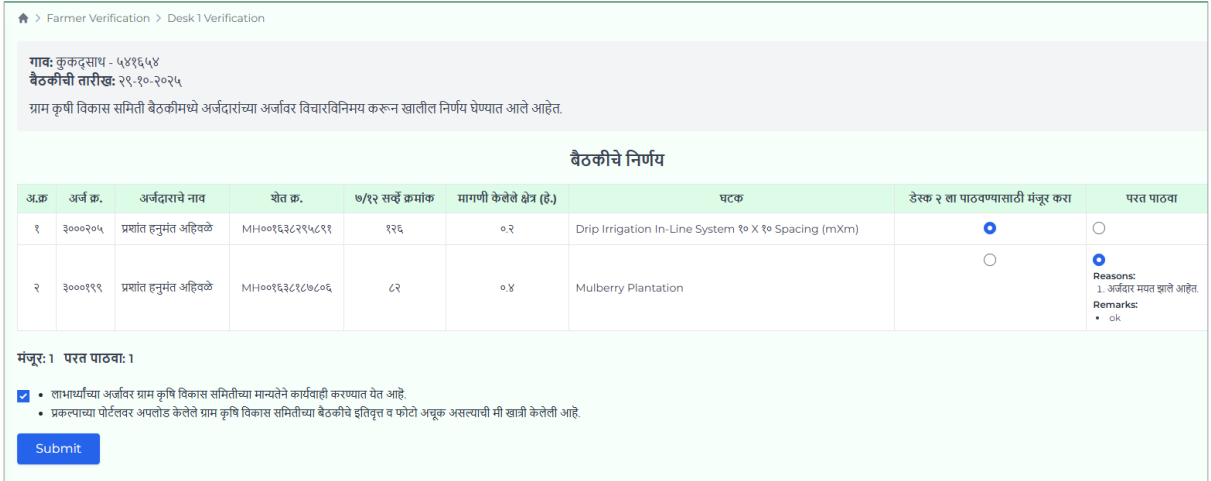 > Farmer Verification > Desk 1 Verification
गाव: कुकद्साथ - ५४१६५४
बैठकीची तारीख: २९-१०-२०२५
ग्राम कृषी विकास समिती बैठकीमध्ये अर्जदारांच्या अर्जावर विचारविनिमय करून खालील निर्णय घेण्यात आले आहेत.
बैठकीचे निर्णय
अ.क्र अर्ज क्र. अर्जदाराचे नाव शेत क्र. ७/१२ सर्व्हे क्रमांक मागणी केलेले क्षेत्र (हे.) घटक डेस्क २ ला पाठवण्यासाठी मंजूर करा परत पाठवा
१ ३०००२०५ प्रशांत हनुमंत अहिवळे MH००१६३८२९५८९१ १२६ ०.२ Drip Irrigation In-Line System १० X १० Spacing (mXm)
२ ३०००१९९ प्रशांत हनुमंत अहिवळे MH००१६३८१८७८०६ ८२ ०.४ Mulberry Plantation
Reasons:
1. अर्जदार मयत झाले आहेत.
Remarks:
• ok
मंजूर: 1 परत पाठवा: 1
• लाभार्थ्यांच्या अर्जावर ग्राम कृषि विकास समितीच्या मान्यतेने कार्यवाही करण्यात येत आहे.
• प्रकल्पाच्या पोर्टलवर अपलोड केलेले ग्राम कृषि विकास समितीच्या बैठकीचे इतिवृत्त व फोटो अचूक असल्याची मी खात्री केलेली आहे.
Submit